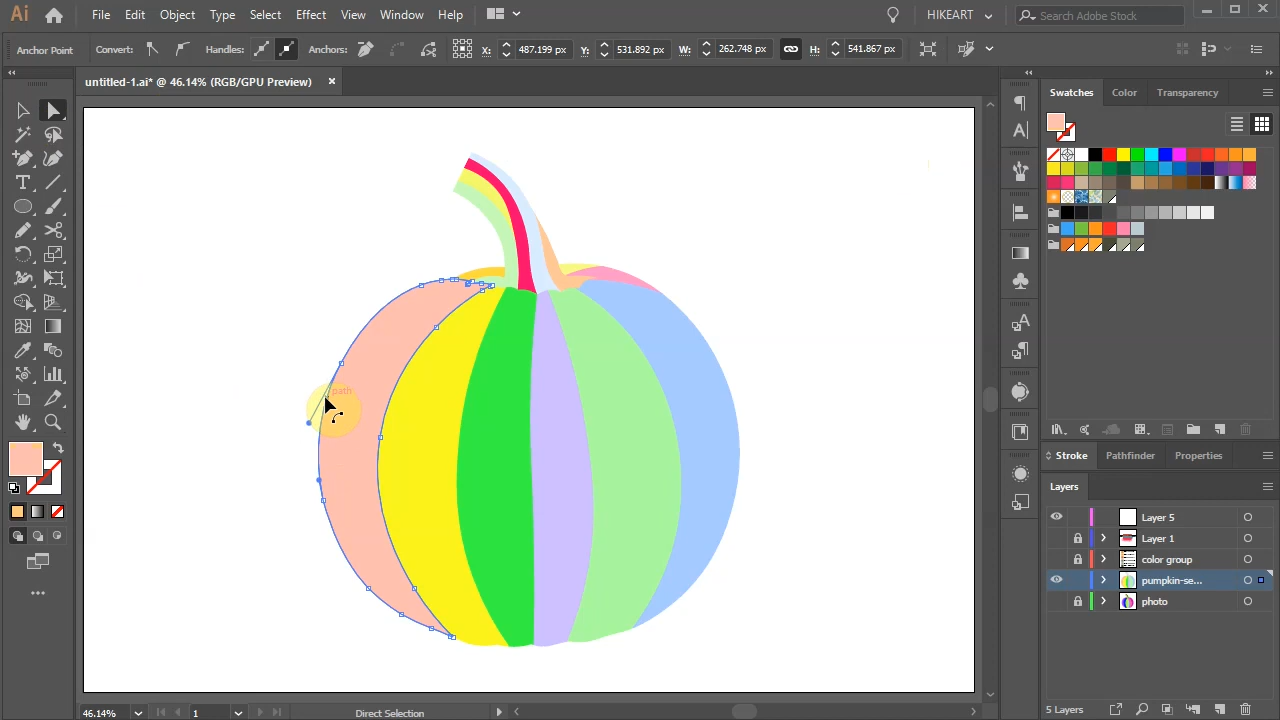 Ai File Edit Object Type Select Effect View Window Help HIKEART Search Adobe Stock
Anchor Point Convert: Handles: Anchors: X: 487.199 px Y: 531.892 px W: 262.748 px H: 541.867 px
untitled-1.ai* @ 46.14% (RGB/GPU Preview) ×
Swatches Color Transparency
path
Stroke Pathfinder Properties
Layers
Layer 5
Layer 1
color group
pumpkin-se...
photo
5 Layers
46.14% 1 Direct Selection